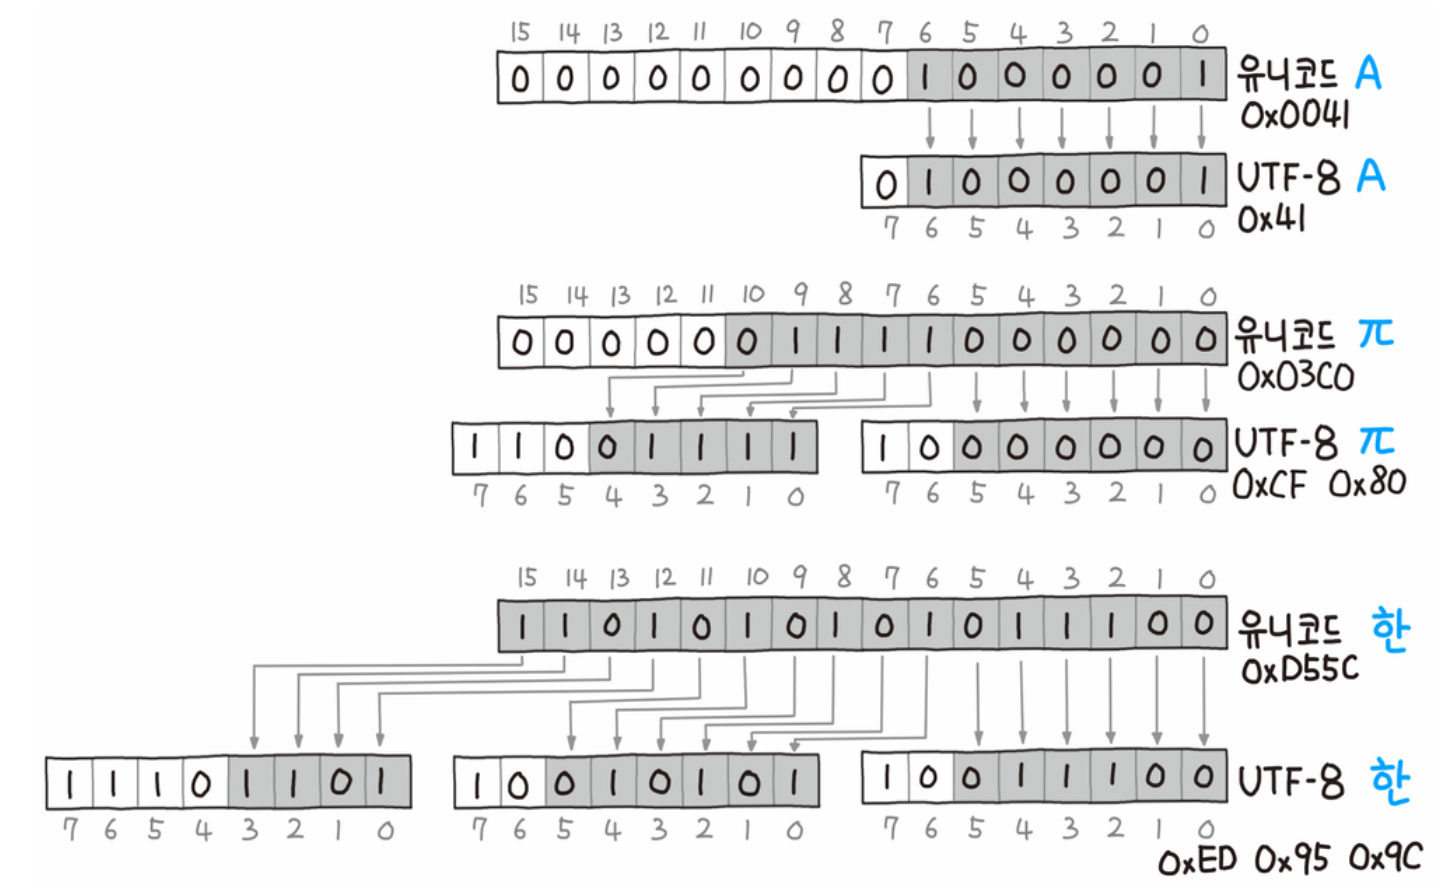 15 14 13 12 11 10 9 8 7 6 5 4 3 2 1 0
0 0 0 0 0 0 0 0 0 1 0 0 0 0 0 1 유니코드 A
0x0041
0 1 0 0 0 0 0 1 UTF-8 A
0x41
7 6 5 4 3 2 1 0
15 14 13 12 11 10 9 8 7 6 5 4 3 2 1 0
0 0 0 0 0 0 1 1 1 1 0 0 0 0 0 0 유니코드 π
0x03C0
1 1 0 0 1 1 1 1 1 0 0 0 0 0 0 0 UTF-8 π
0xCF 0x80
7 6 5 4 3 2 1 0 7 6 5 4 3 2 1 0
15 14 13 12 11 10 9 8 7 6 5 4 3 2 1 0
1 1 0 1 0 1 0 1 0 1 0 1 1 1 0 0 유니코드 한
0xD55C
1 1 1 0 1 1 0 1 1 0 0 1 0 1 0 1 1 0 0 1 1 1 0 0 UTF-8 한
7 6 5 4 3 2 1 0 7 6 5 4 3 2 1 0 7 6 5 4 3 2 1 0
0xED 0x95 0x9C